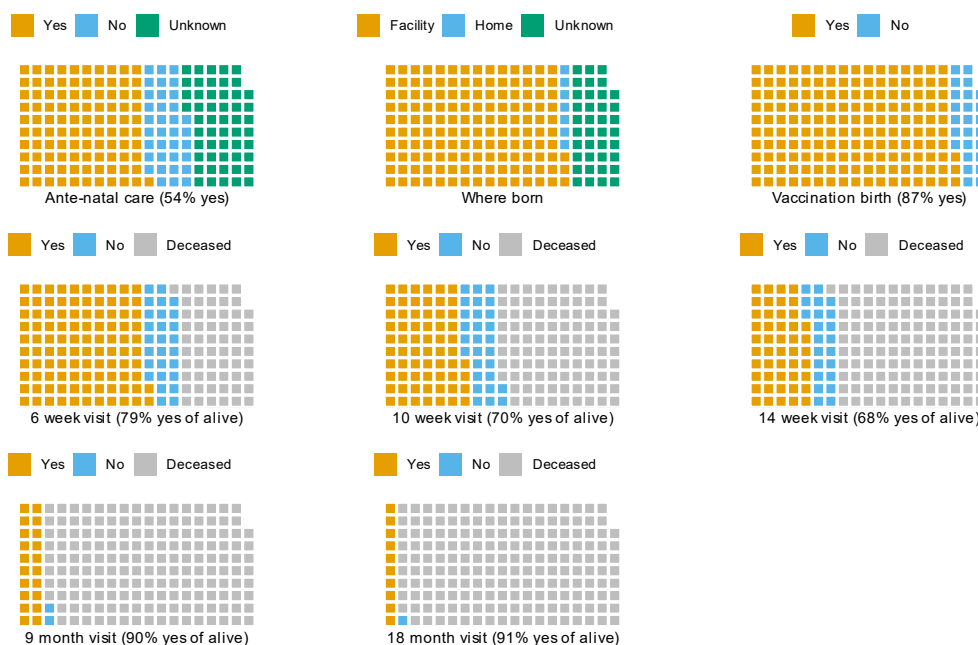 Yes No Unknown
Facility Home Unknown
Yes No
Ante-natal care (54% yes)
Where born
Vaccination birth (87% yes)
Yes No Deceased
Yes No Deceased
Yes No Deceased
6 week visit (79% yes of alive)
10 week visit (70% yes of alive)
14 week visit (68% yes of alive)
Yes No Deceased
Yes No Deceased
9 month visit (90% yes of alive)
18 month visit (91% yes of alive)